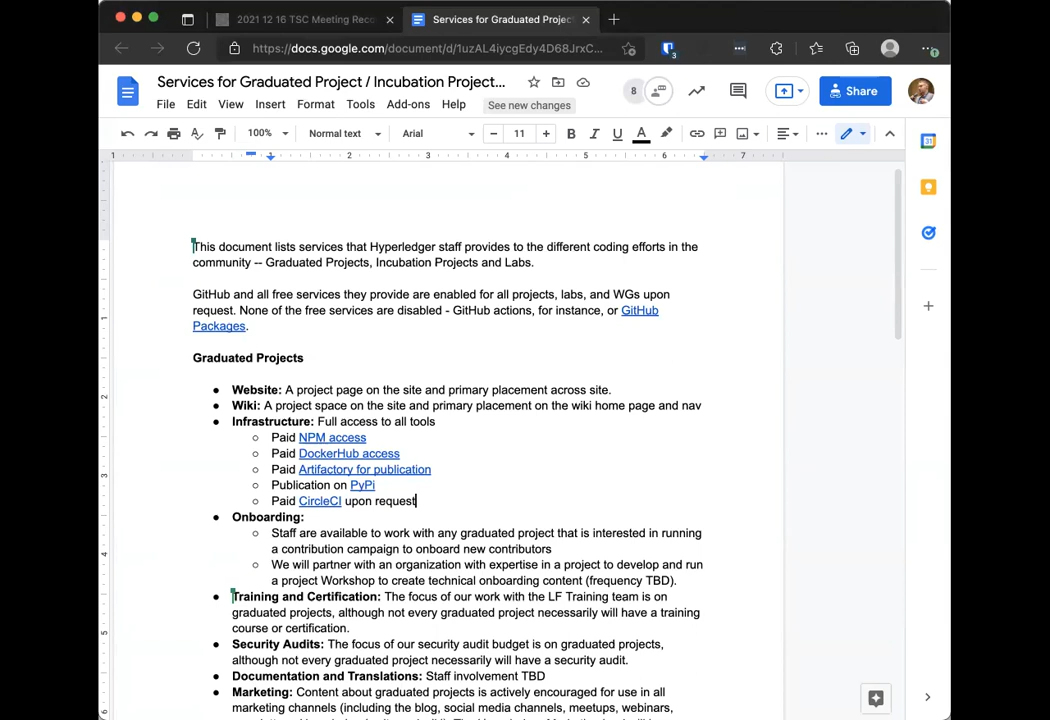 2021 12 16 TSC Meeting Reco
Services for Graduated Project
https://docs.google.com/document/d/1uzAL4iycgEdy4D68JrxC...
3
Services for Graduated Project / Incubation Project...
8
Share
File Edit View Insert Format Tools Add-ons Help See new changes
100% Normal text Arial 11 B I U A
1 1 2 3 4 5 6 7
31
This document lists services that Hyperledger staff provides to the different coding efforts in the
community -- Graduated Projects, Incubation Projects and Labs.
GitHub and all free services they provide are enabled for all projects, labs, and WGs upon
request. None of the free services are disabled - GitHub actions, for instance, or GitHub
Packages.
Graduated Projects
● Website: A project page on the site and primary placement across site.
● Wiki: A project space on the site and primary placement on the wiki home page and nav
● Infrastructure: Full access to all tools
○ Paid NPM access
○ Paid DockerHub access
○ Paid Artifactory for publication
○ Publication on PyPi
○ Paid CircleCI upon request
● Onboarding:
○ Staff are available to work with any graduated project that is interested in running
a contribution campaign to onboard new contributors
○ We will partner with an organization with expertise in a project to develop and run
a project Workshop to create technical onboarding content (frequency TBD).
● Training and Certification: The focus of our work with the LF Training team is on
graduated projects, although not every graduated project necessarily will have a training
course or certification.
● Security Audits: The focus of our security audit budget is on graduated projects,
although not every graduated project necessarily will have a security audit.
● Documentation and Translations: Staff involvement TBD
● Marketing: Content about graduated projects is actively encouraged for use in all
marketing channels (including the blog, social media channels, meetups, webinars,